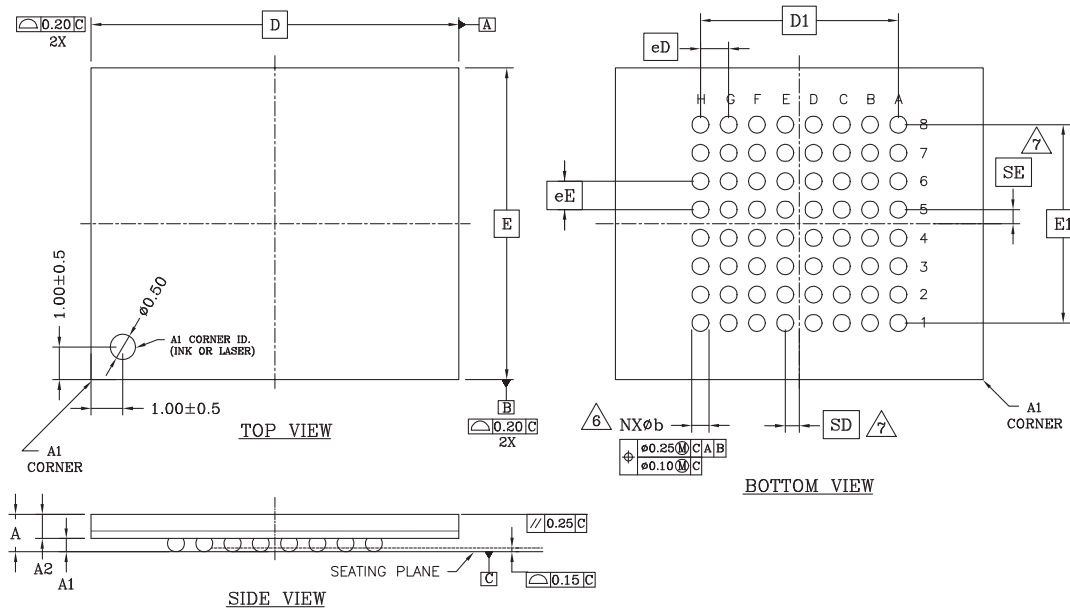 ⌓ 0.20 C
2X
D
A
E
1.00±0.5
ø0.50
A1 CORNER ID.
(INK OR LASER)
1.00±0.5
B
⌓ 0.20 C
2X
A1
CORNER
TOP VIEW
D1
eD
H G F E D C B A
8
7
6
5
4
3
2
1
7
SE
eE
E1
6
NXøb
⌖ ø0.25Ⓜ C A B
ø0.10Ⓜ C
SD
7
A1
CORNER
BOTTOM VIEW
A
A2
A1
// 0.25 C
SEATING PLANE
C
⌓ 0.15 C
SIDE VIEW